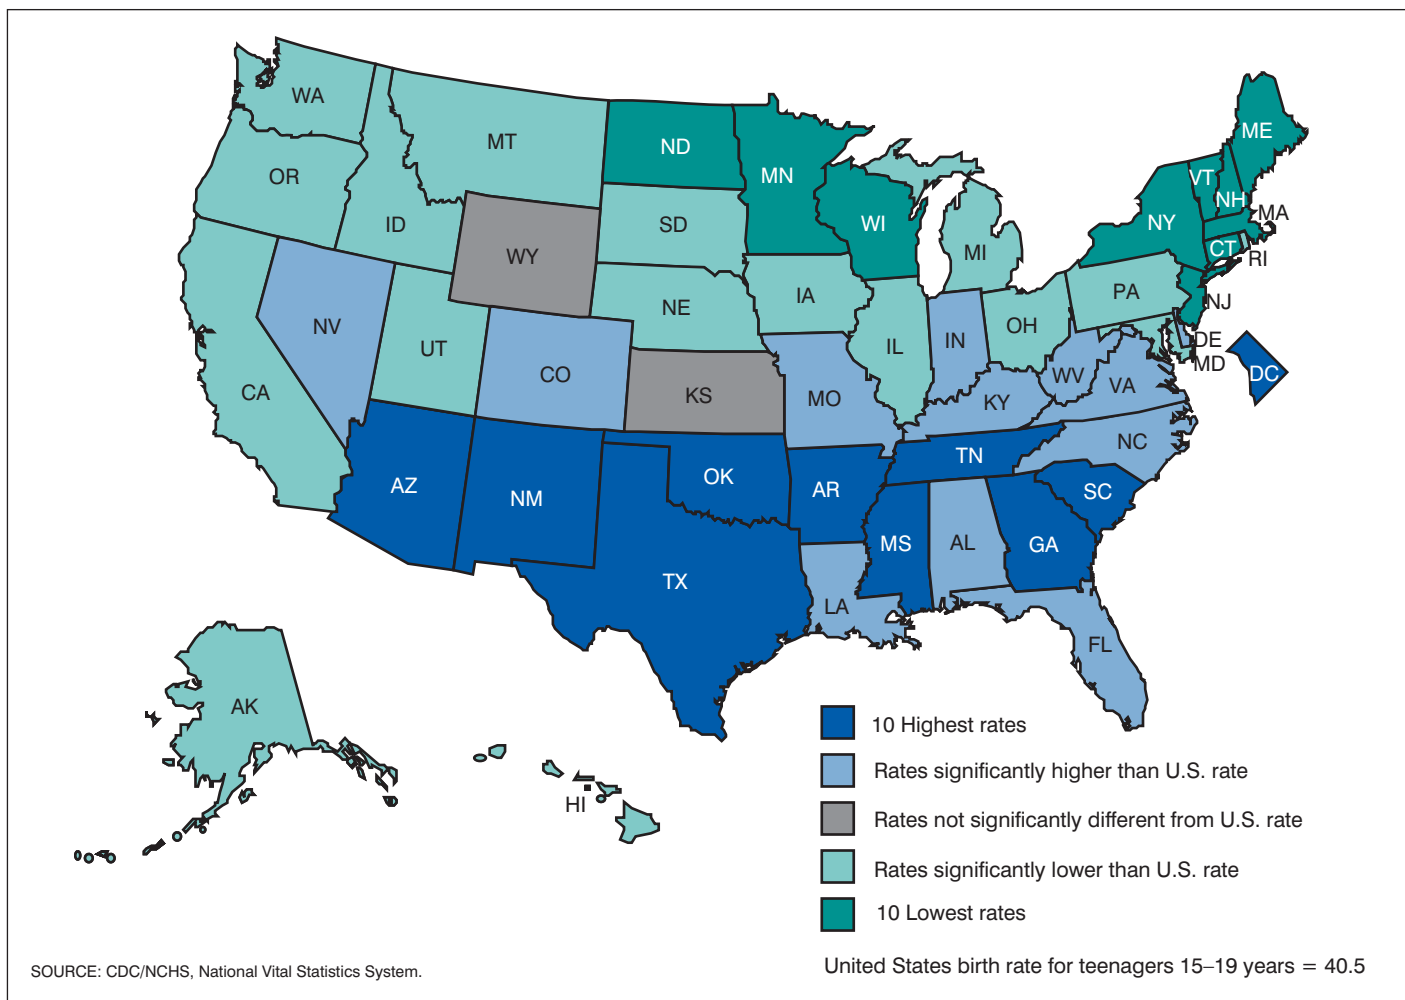 WA
MT
ND
MN
ME
OR
ID
WY
SD
WI
MI
NY
VT
NH
MA
CT
RI
NV
UT
CO
NE
IA
IL
IN
OH
PA
NJ
DE
MD
DC
CA
KS
MO
KY
WV
VA
NC
AZ
NM
OK
AR
TN
SC
TX
LA
MS
AL
GA
FL
AK
HI
10 Highest rates
Rates significantly higher than U.S. rate
Rates not significantly different from U.S. rate
Rates significantly lower than U.S. rate
10 Lowest rates
SOURCE: CDC/NCHS, National Vital Statistics System.
United States birth rate for teenagers 15–19 years = 40.5